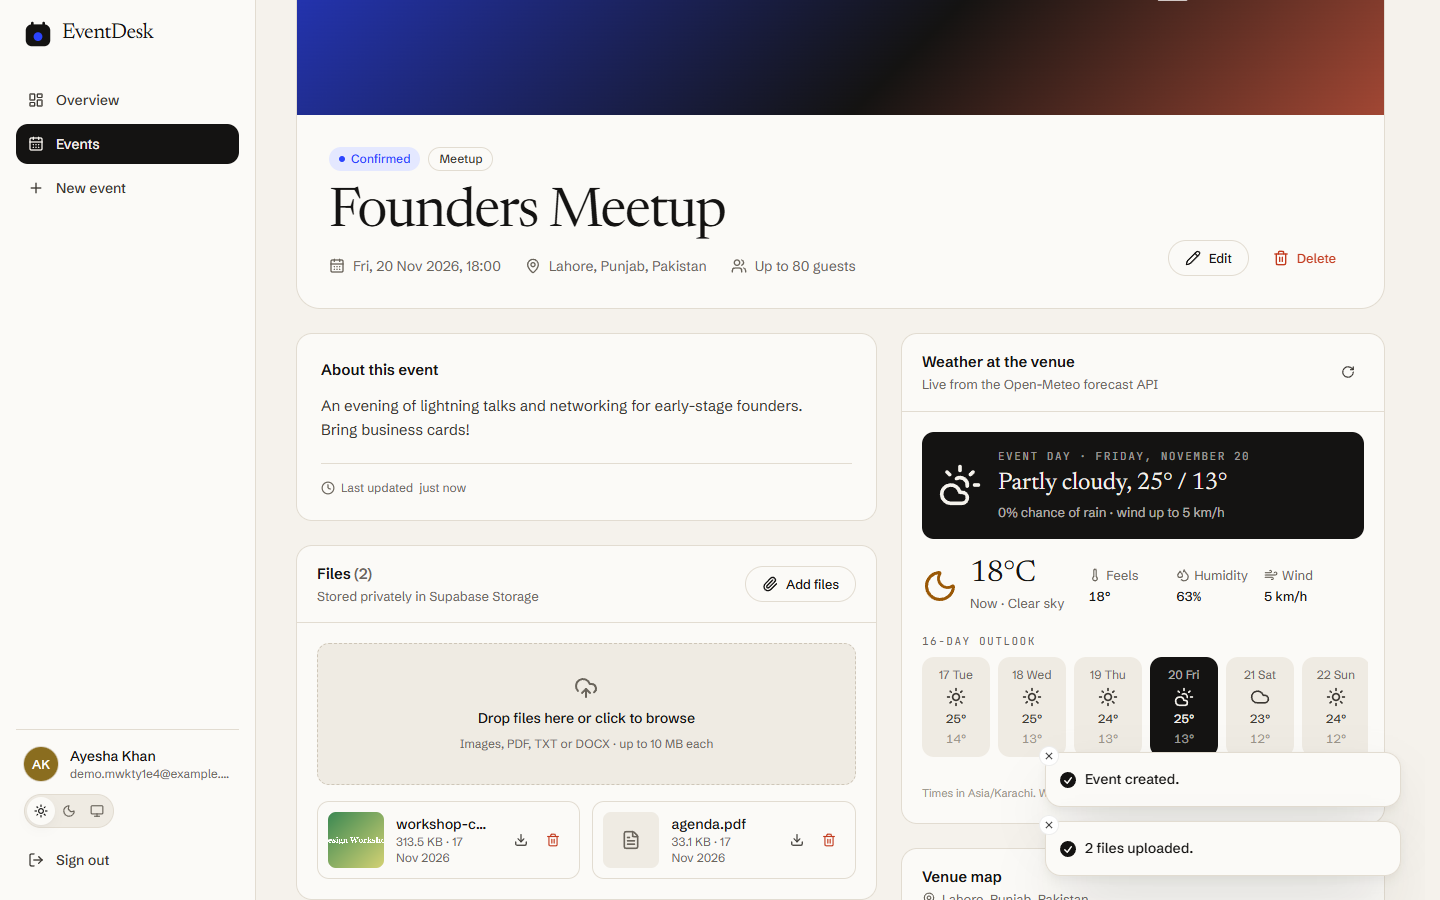 EventDesk
Overview
Events
New event
Ayesha Khan
demo.mwkty1e4@example....
Sign out
Confirmed
Meetup
Founders Meetup
Fri, 20 Nov 2026, 18:00
Lahore, Punjab, Pakistan
Up to 80 guests
Edit
Delete
About this event
An evening of lightning talks and networking for early-stage founders.
Bring business cards!
Last updated just now
Files (2)
Stored privately in Supabase Storage
Add files
Drop files here or click to browse
Images, PDF, TXT or DOCX · up to 10 MB each
workshop-c...
313.5 KB · 17
Nov 2026
agenda.pdf
33.1 KB · 17
Nov 2026
Weather at the venue
Live from the Open-Meteo forecast API
EVENT DAY · FRIDAY, NOVEMBER 20
Partly cloudy, 25° / 13°
0% chance of rain · wind up to 5 km/h
18°C
Now · Clear sky
Feels
18°
Humidity
63%
Wind
5 km/h
16-DAY OUTLOOK
17 Tue
25°
14°
18 Wed
25°
13°
19 Thu
24°
13°
20 Fri
25°
13°
21 Sat
23°
12°
22 Sun
24°
12°
Times in Asia/Karachi.
Event created.
2 files uploaded.
Venue map
Lahore, Punjab, Pakistan
AK